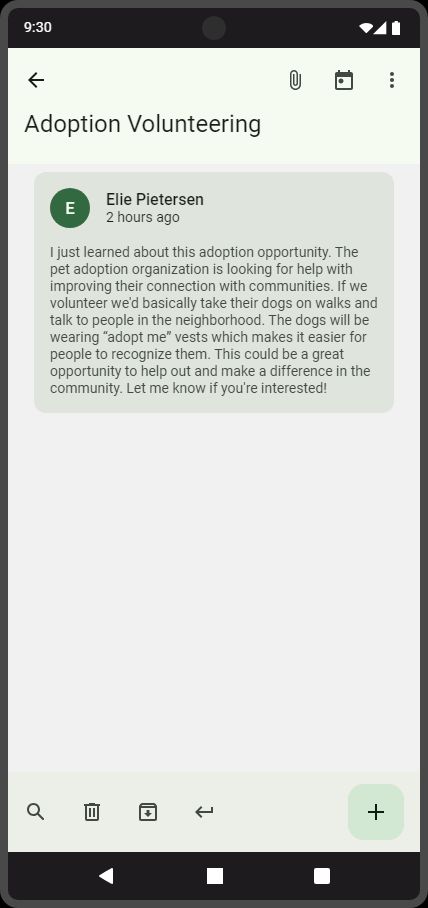 9:30
Adoption Volunteering
E
Elie Pietersen
2 hours ago
I just learned about this adoption opportunity. The
pet adoption organization is looking for help with
improving their connection with communities. If we
volunteer we'd basically take their dogs on walks and
talk to people in the neighborhood. The dogs will be
wearing “adopt me” vests which makes it easier for
people to recognize them. This could be a great
opportunity to help out and make a difference in the
community. Let me know if you're interested!